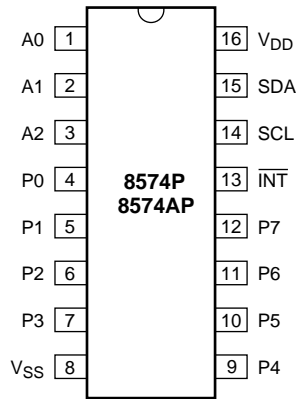 A0 1 16 VDD
A1 2 15 SDA
A2 3 14 SCL
P0 4 8574P 13 INT
8574AP
P1 5 12 P7
P2 6 11 P6
P3 7 10 P5
VSS 8 9 P4